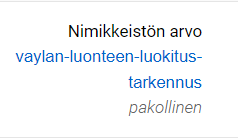 Nimikkeistön arvo
vaylan-luonteen-luokitus-
tarkennus
pakollinen